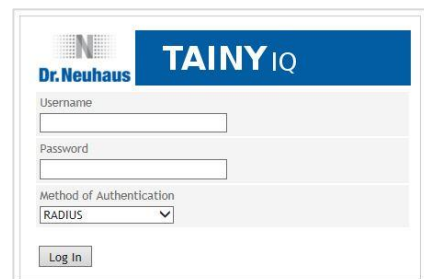 N
Dr.Neuhaus
TAINY IQ
Username
Password
Method of Authentication
RADIUS
Log In